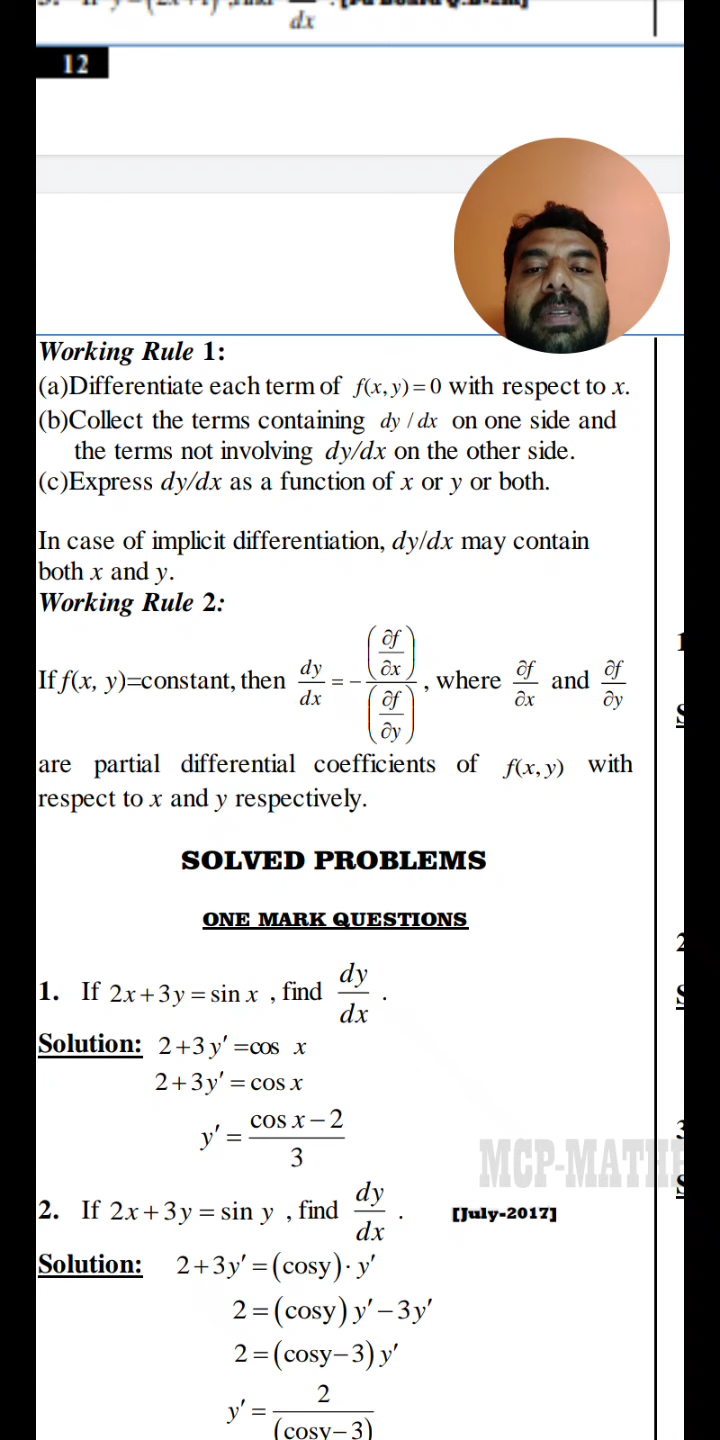 dx
12
Working Rule 1:
(a)Differentiate each term of f(x, y)=0 with respect to x.
(b)Collect the terms containing dy / dx on one side and
the terms not involving dy/dx on the other side.
(c)Express dy/dx as a function of x or y or both.
In case of implicit differentiation, dy/dx may contain
both x and y.
Working Rule 2:
If f(x, y)=constant, then dy/dx = −(∂f/∂x)/(∂f/∂y), where ∂f/∂x and ∂f/∂y
are partial differential coefficients of f(x, y) with
respect to x and y respectively.
SOLVED PROBLEMS
ONE MARK QUESTIONS
1. If 2x+3y = sin x , find dy/dx .
Solution: 2+3y′ =cos x
2+3y′ = cos x
y′ = (cos x − 2)/3
MCP-MATHE
2. If 2x+3y = sin y , find dy/dx . [July-2017]
Solution: 2+3y′ =(cosy)· y′
2=(cosy) y′−3y′
2=(cosy−3) y′
y′ = 2/(cosy−3)